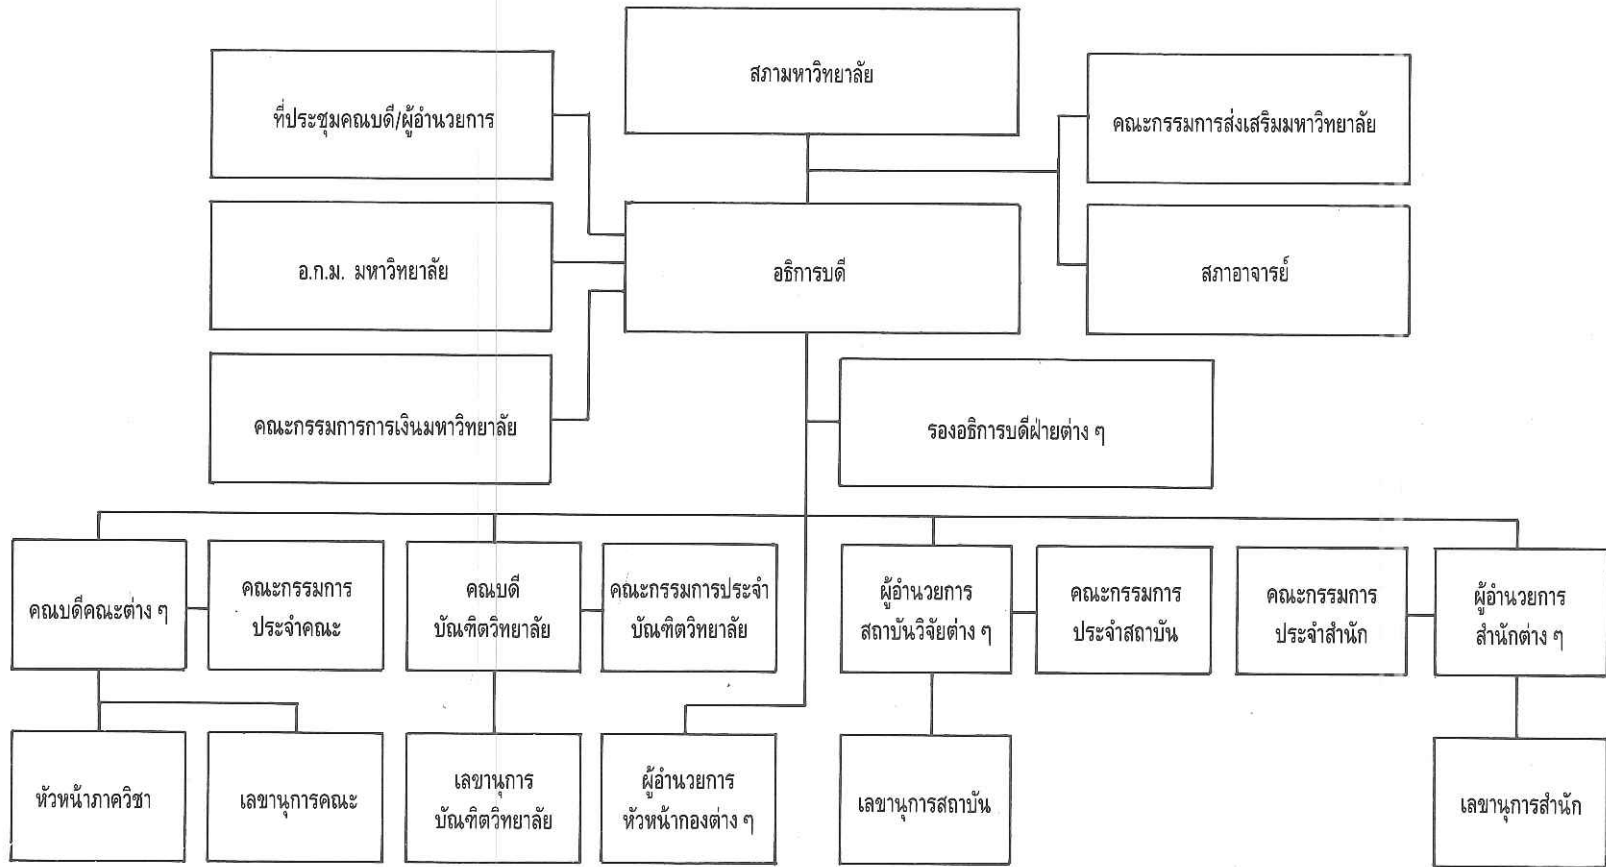 สภามหาวิทยาลัย
ที่ประชุมคณบดี/ผู้อำนวยการ
คณะกรรมการส่งเสริมมหาวิทยาลัย
อ.ก.ม. มหาวิทยาลัย
อธิการบดี
สภาอาจารย์
คณะกรรมการการเงินมหาวิทยาลัย
รองอธิการบดีฝ่ายต่าง ๆ
คณบดีคณะต่าง ๆ
คณะกรรมการ
ประจำคณะ
คณบดี
บัณฑิตวิทยาลัย
คณะกรรมการประจำ
บัณฑิตวิทยาลัย
ผู้อำนวยการ
สถาบันวิจัยต่าง ๆ
คณะกรรมการ
ประจำสถาบัน
คณะกรรมการ
ประจำสำนัก
ผู้อำนวยการ
สำนักต่าง ๆ
หัวหน้าภาควิชา
เลขานุการคณะ
เลขานุการ
บัณฑิตวิทยาลัย
ผู้อำนวยการ
หัวหน้ากองต่าง ๆ
เลขานุการสถาบัน
เลขานุการสำนัก